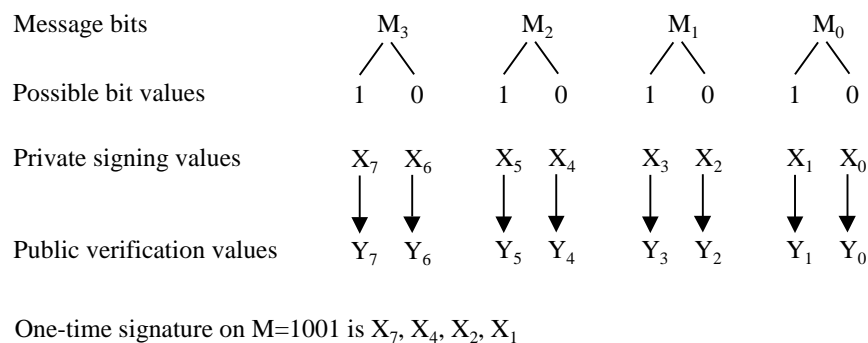 Message bits M₃ M₂ M₁ M₀
Possible bit values 1 0 1 0 1 0 1 0
Private signing values X₇ X₆ X₅ X₄ X₃ X₂ X₁ X₀
Public verification values Y₇ Y₆ Y₅ Y₄ Y₃ Y₂ Y₁ Y₀
One-time signature on M=1001 is X₇, X₄, X₂, X₁